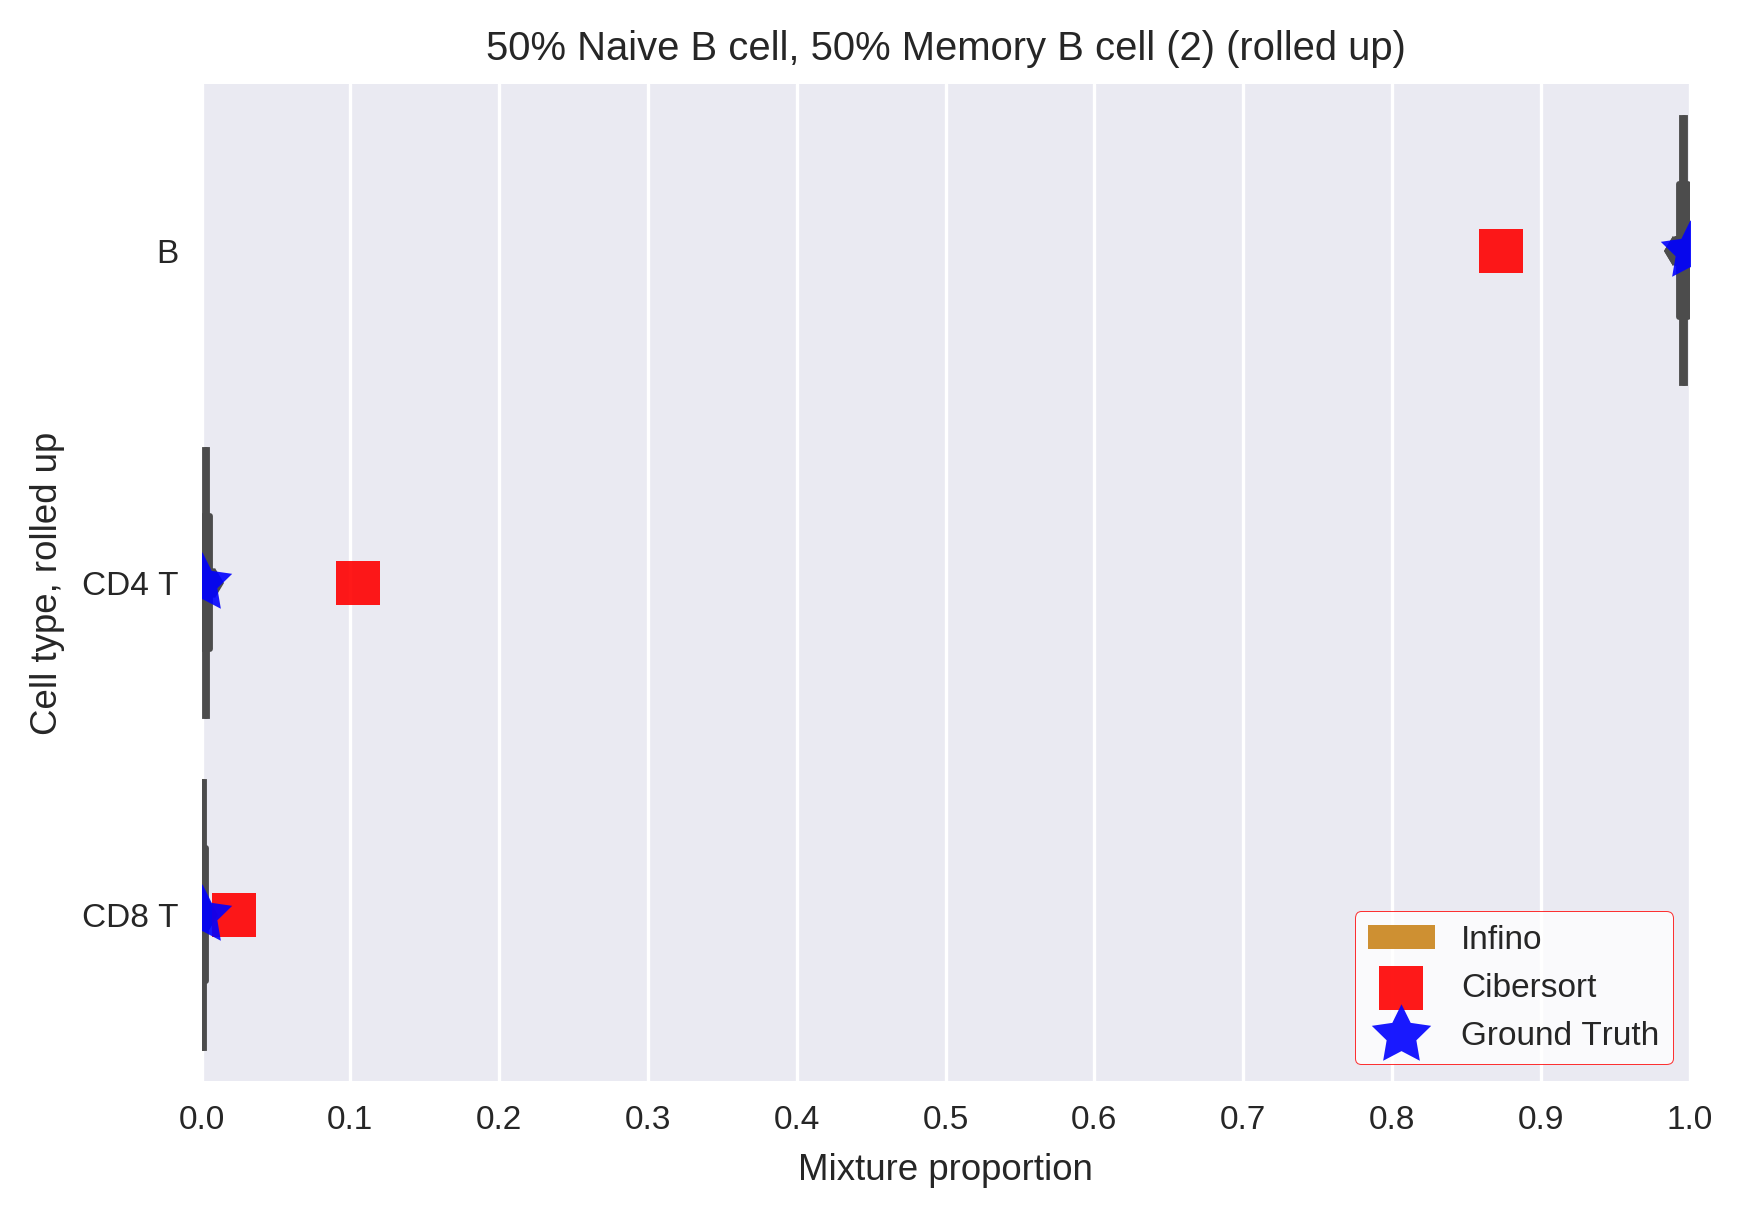 50% Naive B cell, 50% Memory B cell (2) (rolled up)
B
CD4 T
CD8 T
Cell type, rolled up
Infino
Cibersort
Ground Truth
0.0 0.1 0.2 0.3 0.4 0.5 0.6 0.7 0.8 0.9 1.0
Mixture proportion